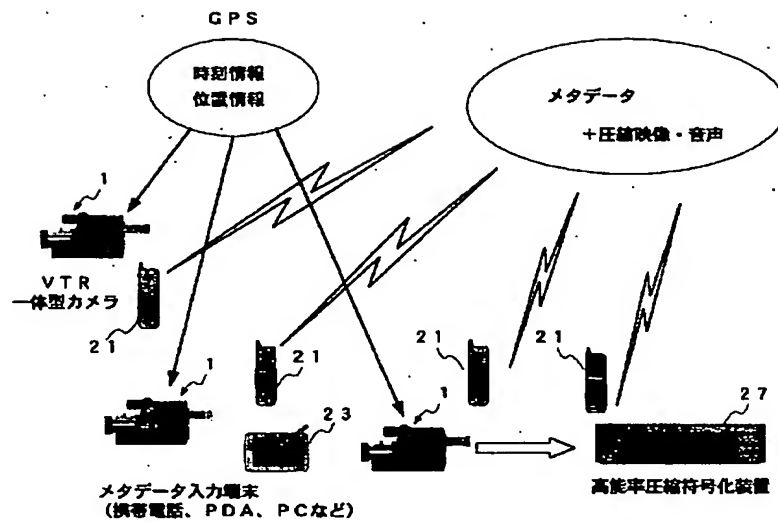 GPS
時刻情報
位置情報
メタデータ
+圧縮映像・音声
1
VTR
一体型カメラ
21
1
21
23
1
21
21
27
メタデータ入力端末
(携帯電話、PDA、PCなど)
高能率圧縮符号化装置